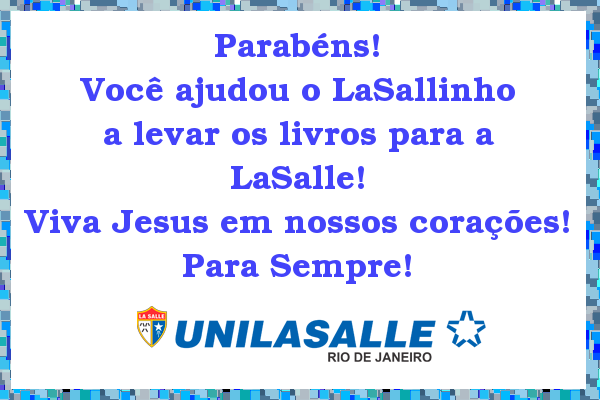 Parabéns!
Você ajudou o LaSallinho
a levar os livros para a
LaSalle!
Viva Jesus em nossos corações!
Para Sempre!
LA SALLE
UNILASALLE
RIO DE JANEIRO